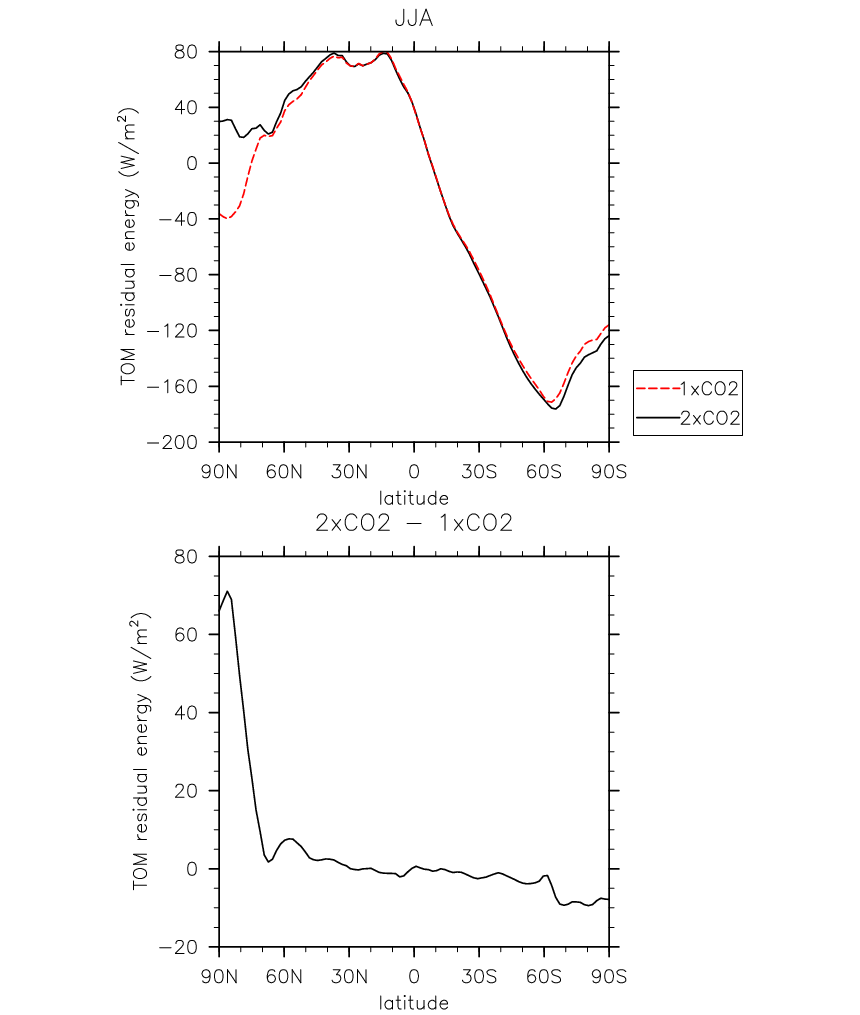 JJA
TOM residual energy (W/m²)
80
40
0
−40
−80
−120
−160
−200
90N 60N 30N 0 30S 60S 90S
latitude
1xCO2
2xCO2
2xCO2 − 1xCO2
TOM residual energy (W/m²)
80
60
40
20
0
−20
90N 60N 30N 0 30S 60S 90S
latitude